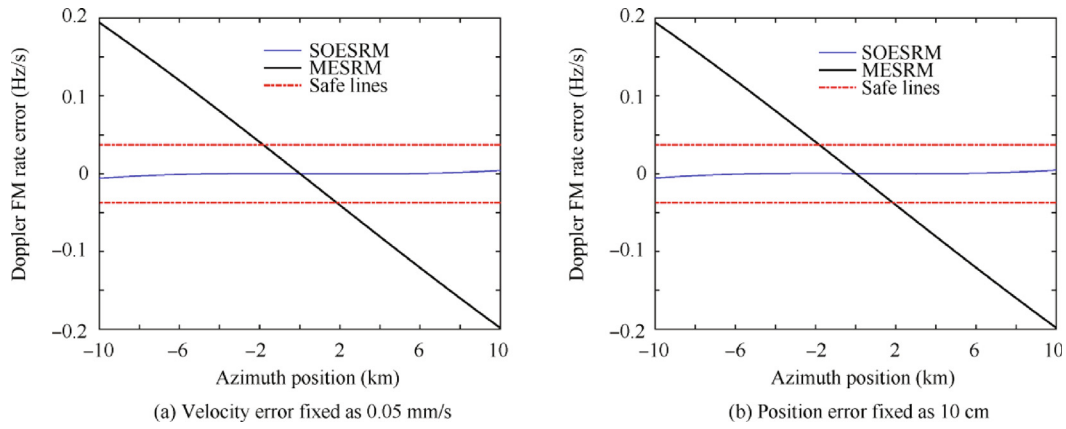 Doppler FM rate error (Hz/s)
0.2
0.1
0
–0.1
–0.2
SOESRM
MESRM
Safe lines
–10 –6 –2 2 6 10
Azimuth position (km)
(a) Velocity error fixed as 0.05 mm/s
Doppler FM rate error (Hz/s)
0.2
0.1
0
–0.1
–0.2
SOESRM
MESRM
Safe lines
–10 –6 –2 2 6 10
Azimuth position (km)
(b) Position error fixed as 10 cm